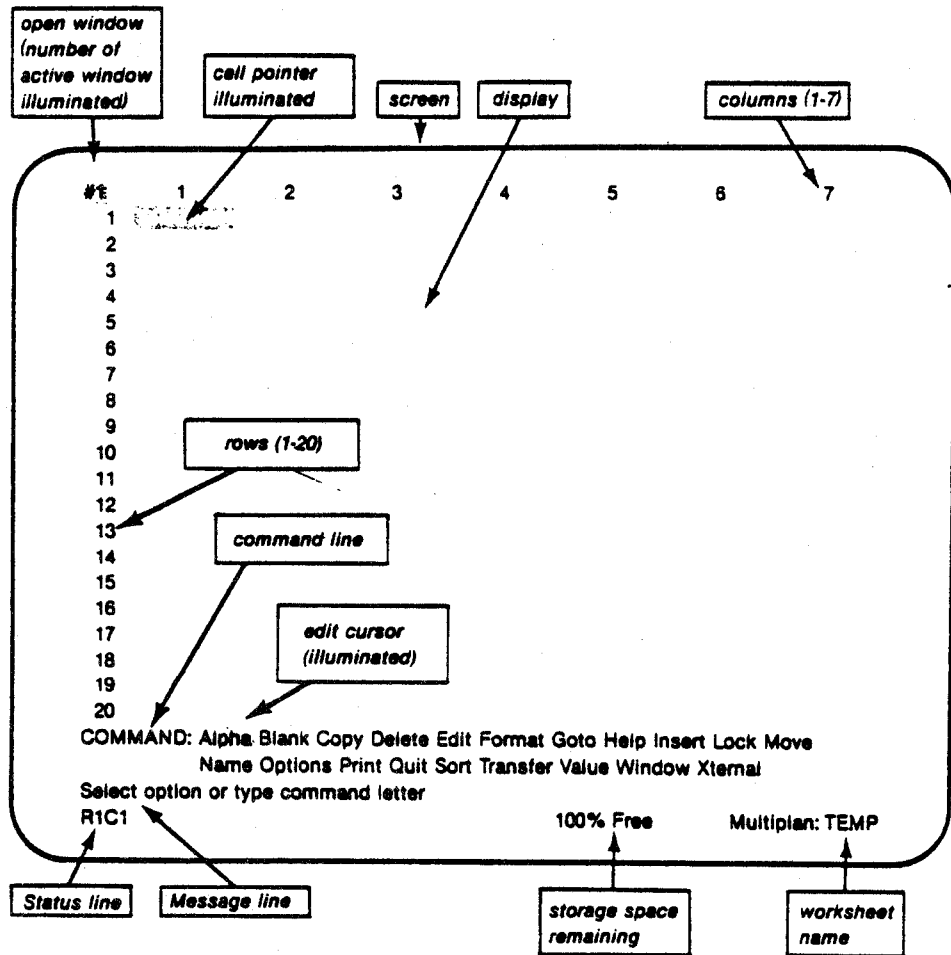 open window
(number of
active window
illuminated)
cell pointer
illuminated
screen
display
columns (1-7)
#1 1 2 3 4 5 6 7
1
2
3
4
5
6
7
8
9
rows (1-20)
10
11
12
13
command line
14
15
16
17
edit cursor
(illuminated)
18
19
20
COMMAND: Alpha Blank Copy Delete Edit Format Goto Help Insert Lock Move
Name Options Print Quit Sort Transfer Value Window Xternal
Select option or type command letter
R1C1 100% Free Multiplan: TEMP
Status line
Message line
storage space
remaining
worksheet
name